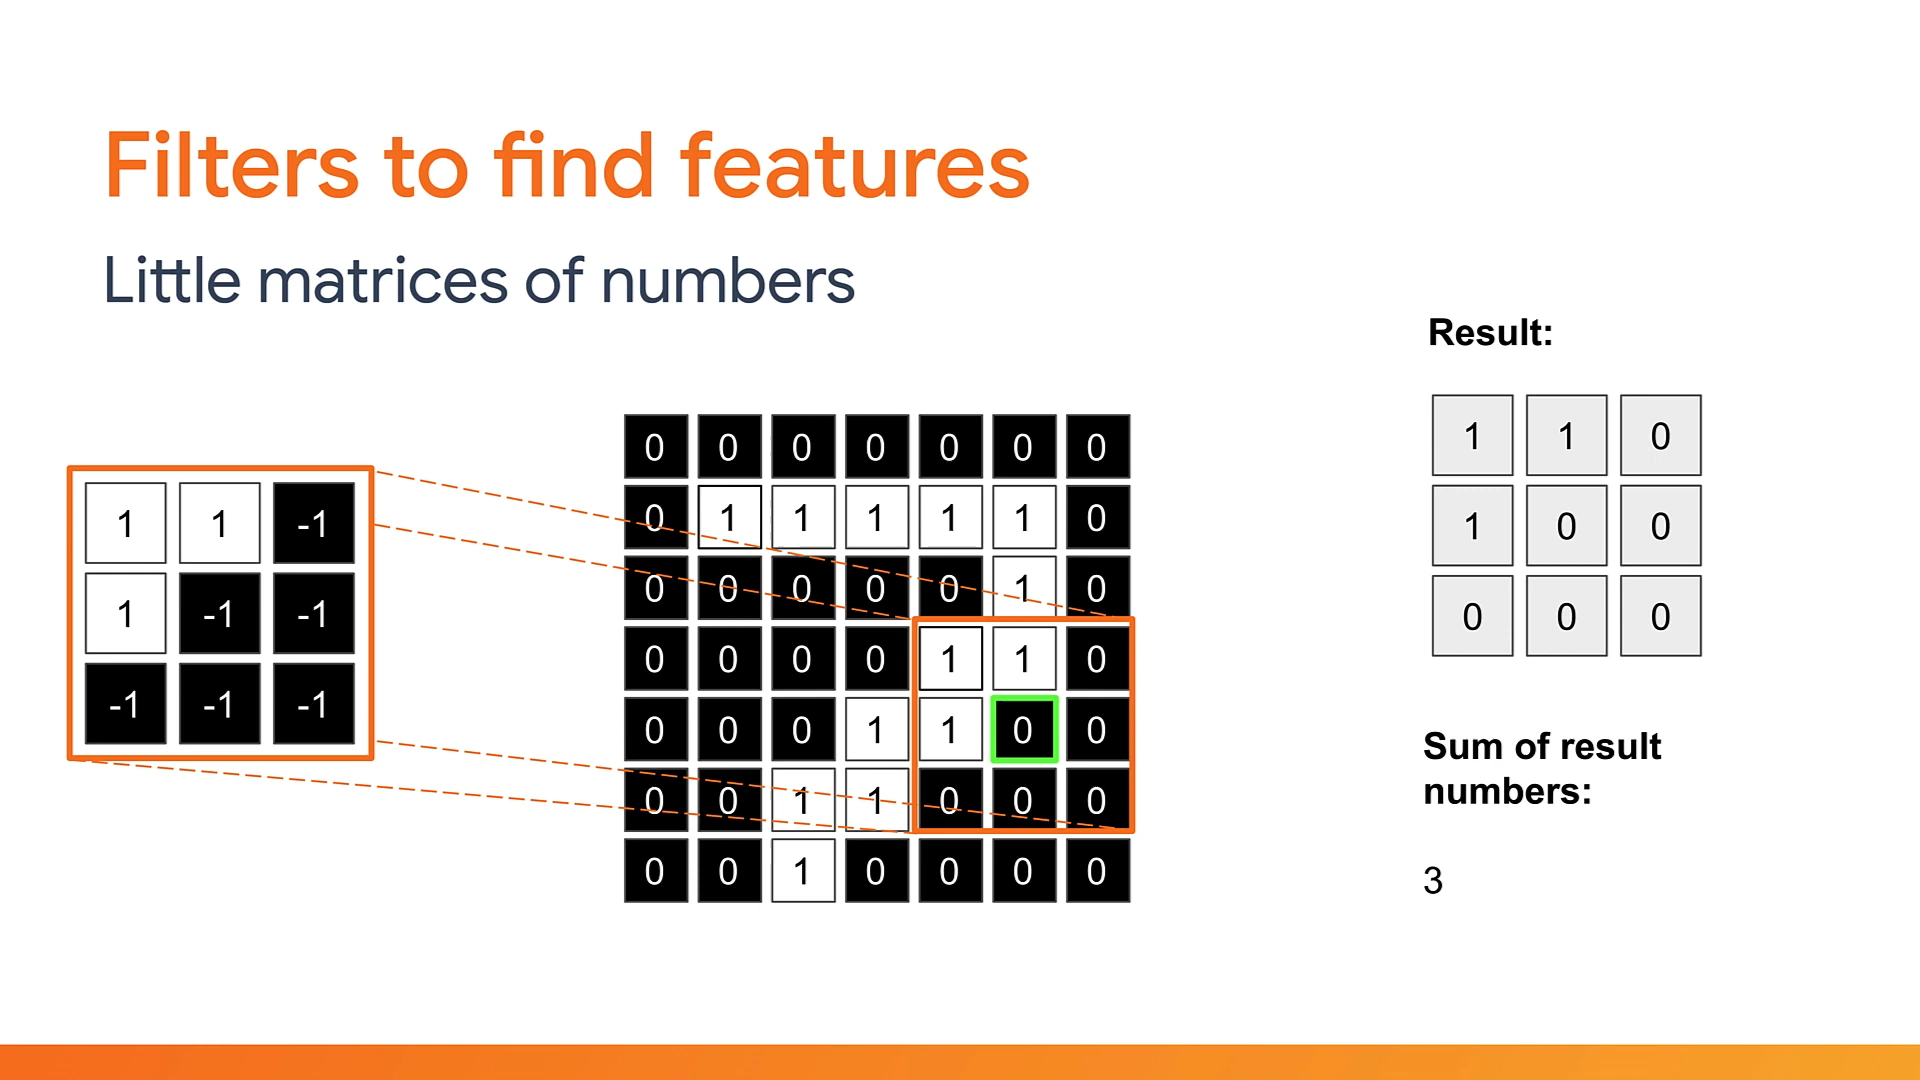 Filters to find features
Little matrices of numbers
1 1 -1
1 -1 -1
-1 -1 -1
0 0 0 0 0 0 0
0 1 1 1 1 1 0
0 0 0 0 0 1 0
0 0 0 0 1 1 0
0 0 0 1 1 0 0
0 0 1 1 0 0 0
0 0 1 0 0 0 0
Result:
1 1 0
1 0 0
0 0 0
Sum of result
numbers:
3